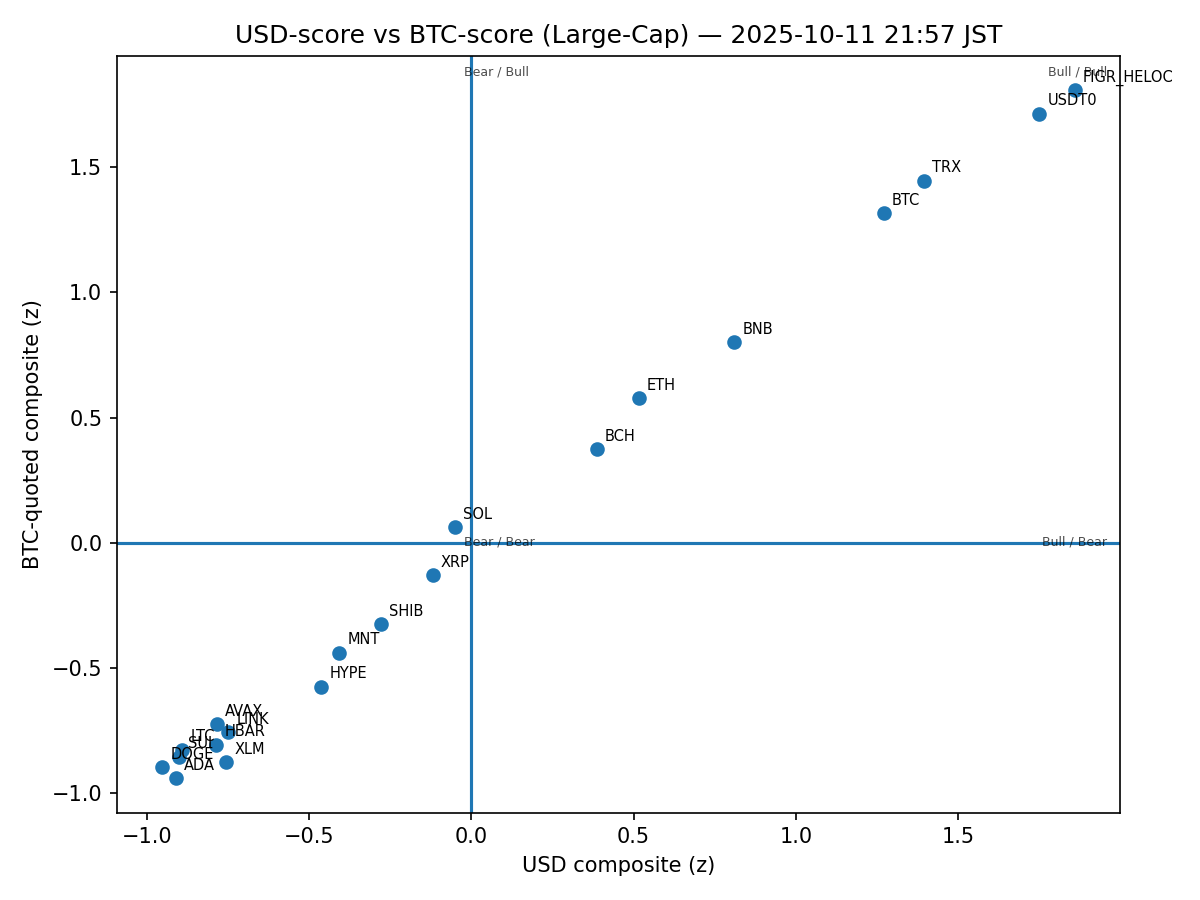 USD-score vs BTC-score (Large-Cap) — 2025-10-11 21:57 JST
Bear / Bull
Bull / Bull
FIGR_HELOC
USDT0
TRX
BTC
BNB
ETH
BCH
SOL
Bear / Bear
Bull / Bear
XRP
SHIB
MNT
HYPE
AVAX
LINK
HBAR
LTC
SUI
XLM
DOGE
ADA
1.5
1.0
0.5
0.0
−0.5
−1.0
BTC-quoted composite (z)
−1.0
−0.5
0.0
0.5
1.0
1.5
USD composite (z)